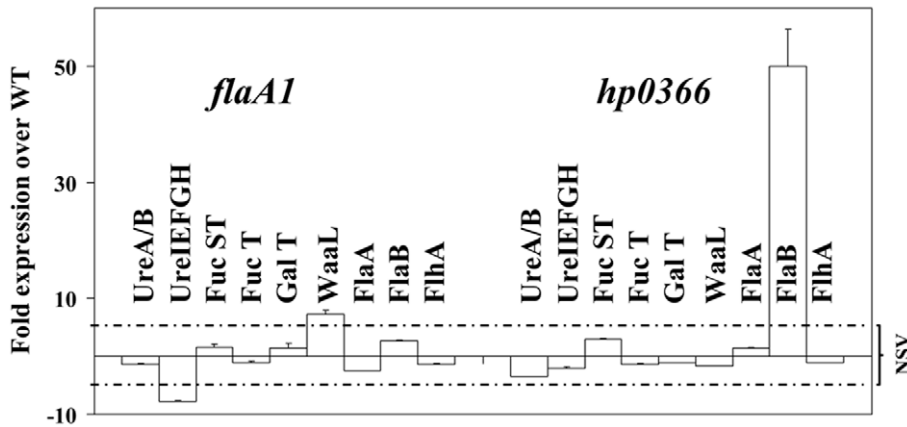 Fold expression over WT
50
30
10
-10
flaA1
hp0366
UreA/B
UreIEFGH
Fuc ST
Fuc T
Gal T
WaaL
FlaA
FlaB
FlhA
UreA/B
UreIEFGH
Fuc ST
Fuc T
Gal T
WaaL
FlaA
FlaB
FlhA
NSV